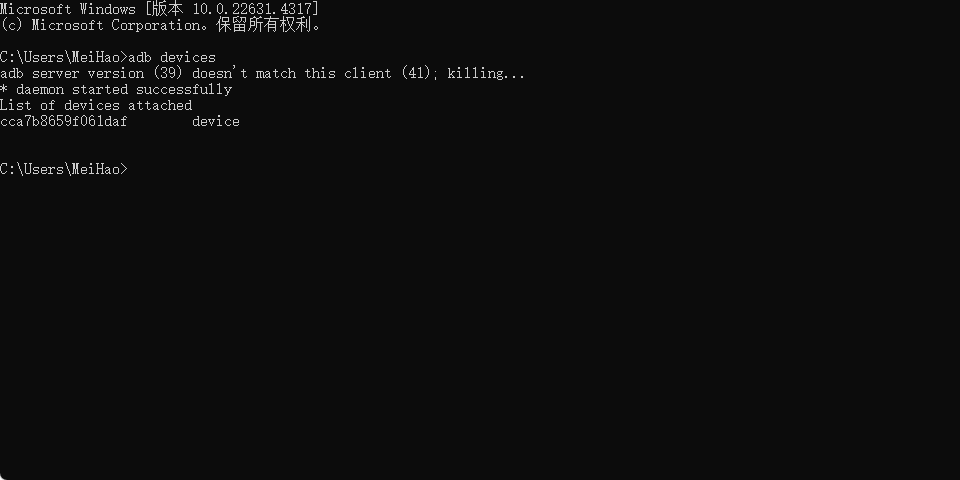 Microsoft Windows [版本 10.0.22631.4317]
(c) Microsoft Corporation。保留所有权利。
C:\Users\MeiHao>adb devices
adb server version (39) doesn't match this client (41); killing...
* daemon started successfully
List of devices attached
cca7b8659f061daf        device
C:\Users\MeiHao>